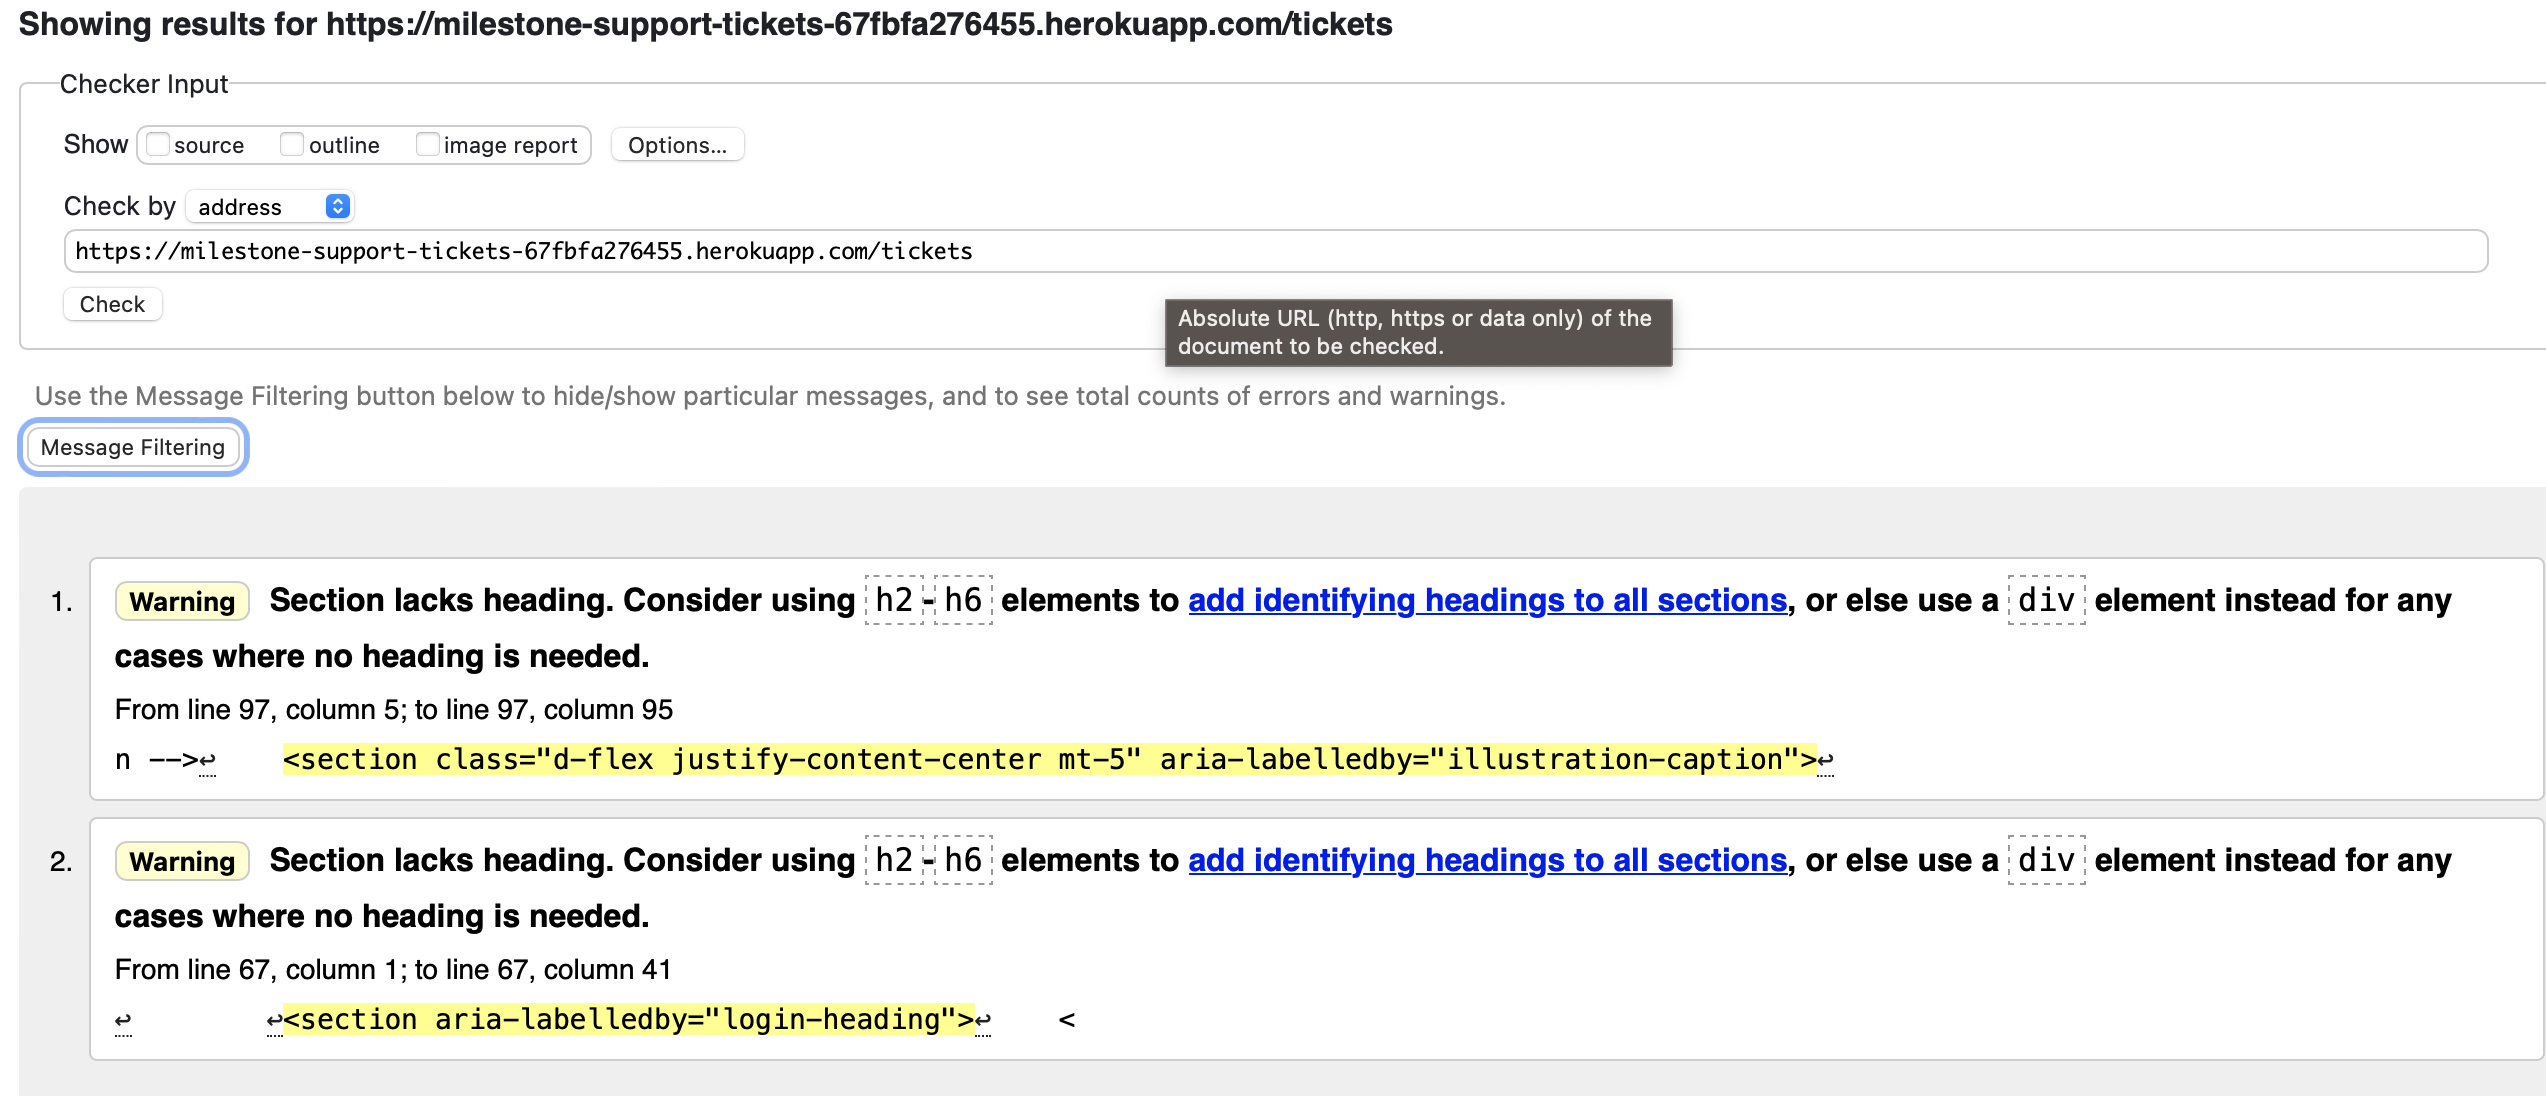 Showing results for https://milestone-support-tickets-67fbfa276455.herokuapp.com/tickets
Checker Input
Show source outline image report Options...
Check by address
https://milestone-support-tickets-67fbfa276455.herokuapp.com/tickets
Check
Absolute URL (http, https or data only) of the
document to be checked.
Use the Message Filtering button below to hide/show particular messages, and to see total counts of errors and warnings.
Message Filtering
1. Warning Section lacks heading. Consider using h2-h6 elements to add identifying headings to all sections, or else use a div element instead for any
cases where no heading is needed.
From line 97, column 5; to line 97, column 95
n -->↩ <section class="d-flex justify-content-center mt-5" aria-labelledby="illustration-caption">↩
2. Warning Section lacks heading. Consider using h2-h6 elements to add identifying headings to all sections, or else use a div element instead for any
cases where no heading is needed.
From line 67, column 1; to line 67, column 41
↩ ↩<section aria-labelledby="login-heading">↩ <